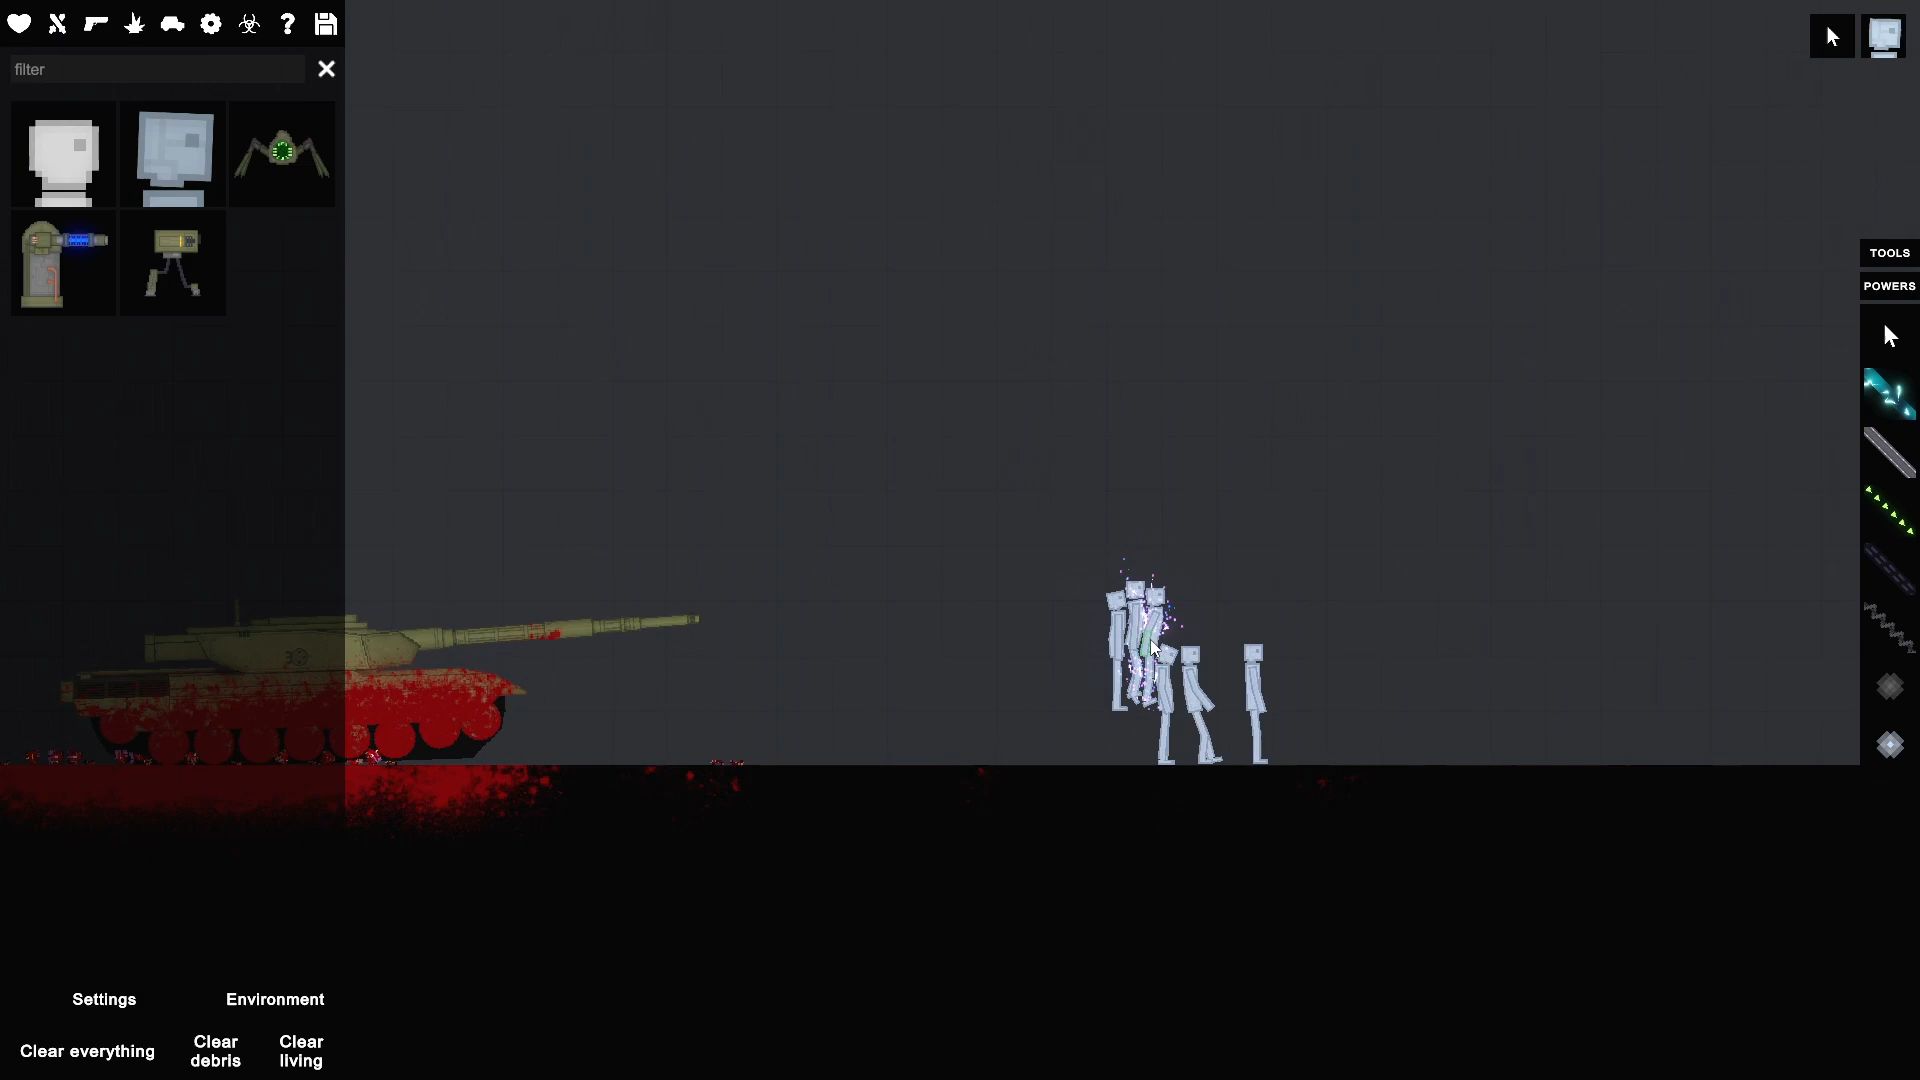 filter
TOOLS
POWERS
Settings
Environment
Clear everything
Clear
debris
Clear
living